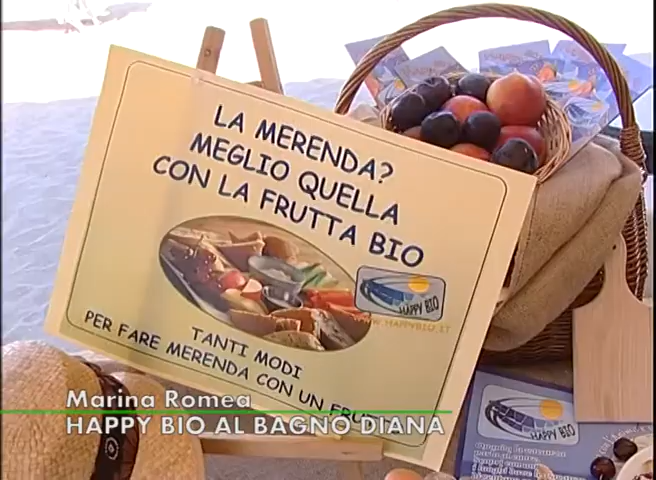 LA MERENDA?
MEGLIO QUELLA
CON LA FRUTTA BIO
HAPPY BIO
WWW.HAPPYBIO.IT
TANTI MODI
PER FARE MERENDA CON UN FRUTTO
Marina Romea
HAPPY BIO AL BAGNO DIANA
HAPPY BIO